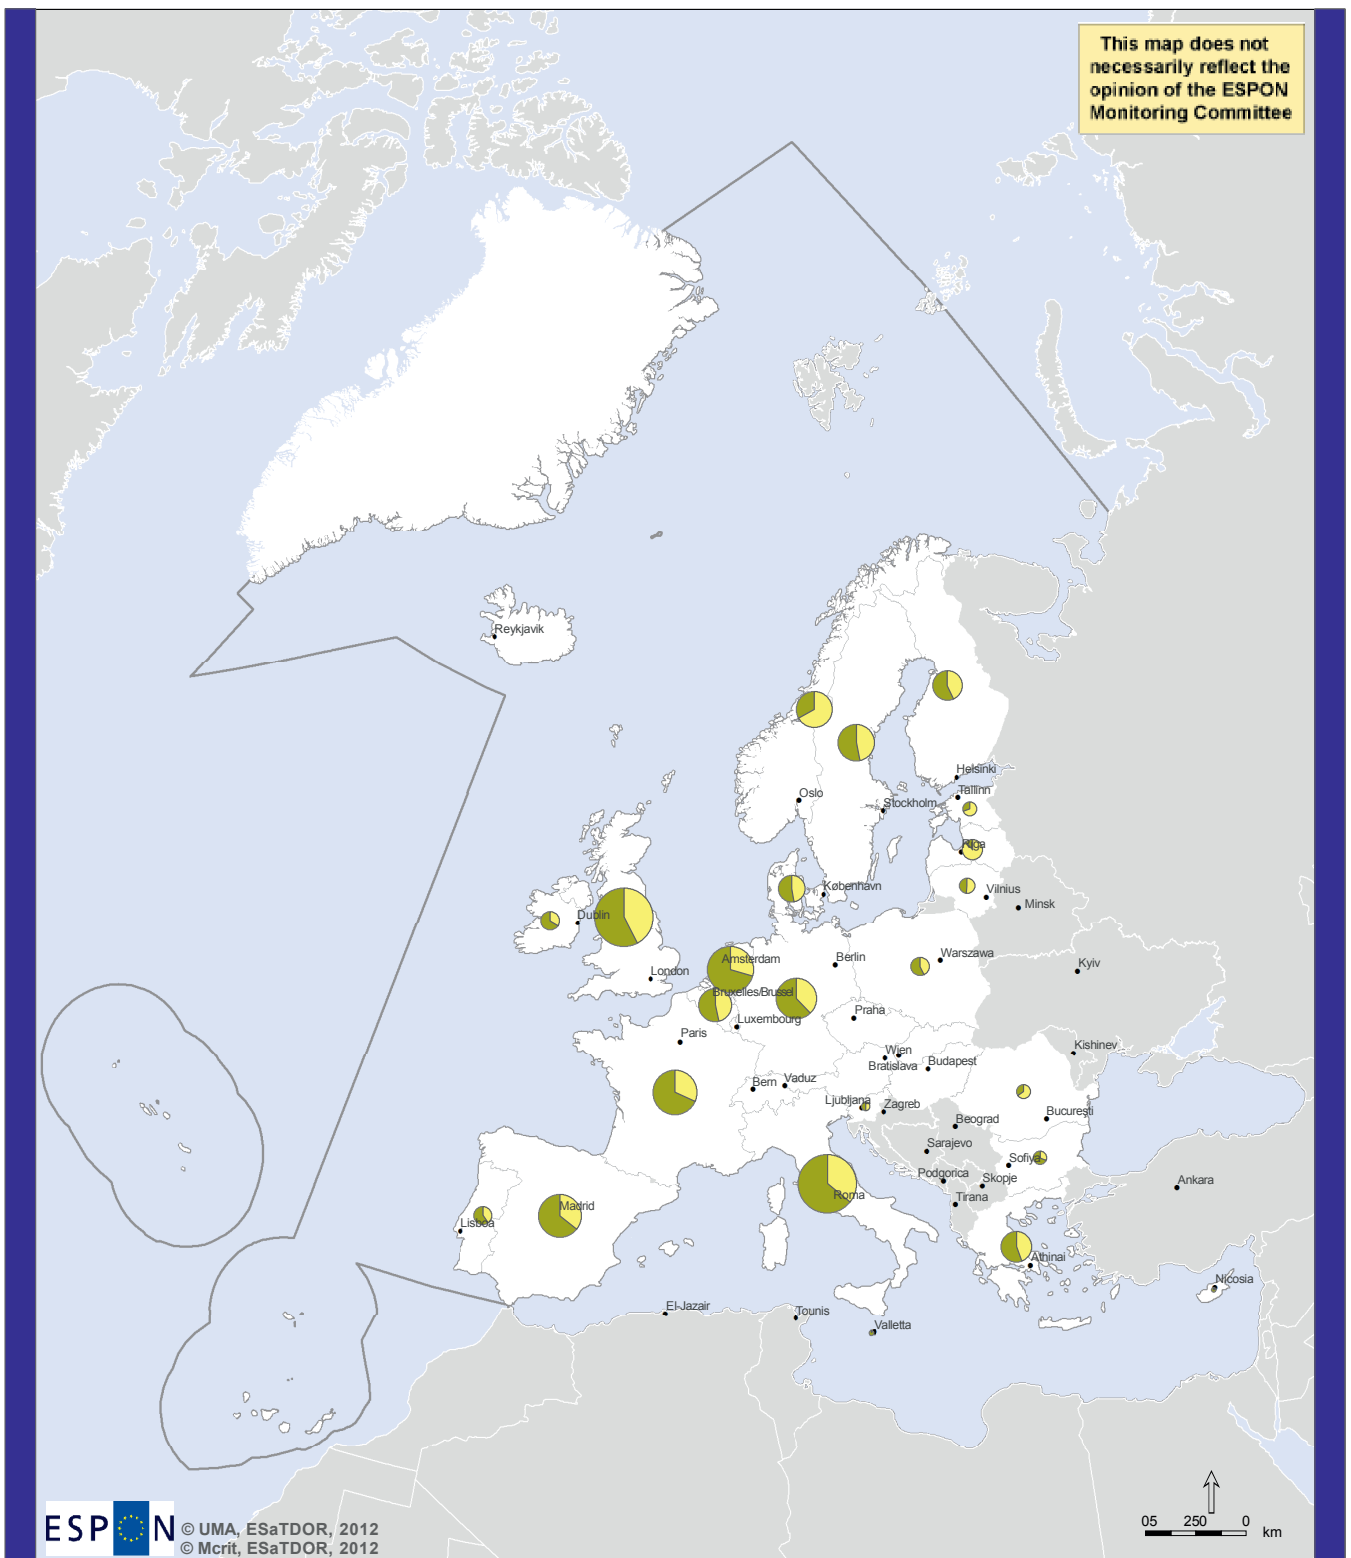 This map does not
necessarily reflect the
opinion of the ESPON
Monitoring Committee
Reykjavik
Helsinki
Tallinn
Oslo
Stockholm
Rīga
København
Vilnius
Minsk
Dublin
Amsterdam
Berlin
Warszawa
London
Kyiv
Bruxelles/Brussel
Praha
Luxembourg
Paris
Kishinev
Wien
Bratislava
Budapest
Bern
Vaduz
Ljubljana
Zagreb
București
Beograd
Sarajevo
Sofiya
Podgorica
Skopje
Ankara
Tirana
Roma
Madrid
Lisboa
Athinai
Nicosia
El-Jazair
Tounis
Valletta
05 250 0
km
ESPON
© UMA, ESaTDOR, 2012
© Mcrit, ESaTDOR, 2012